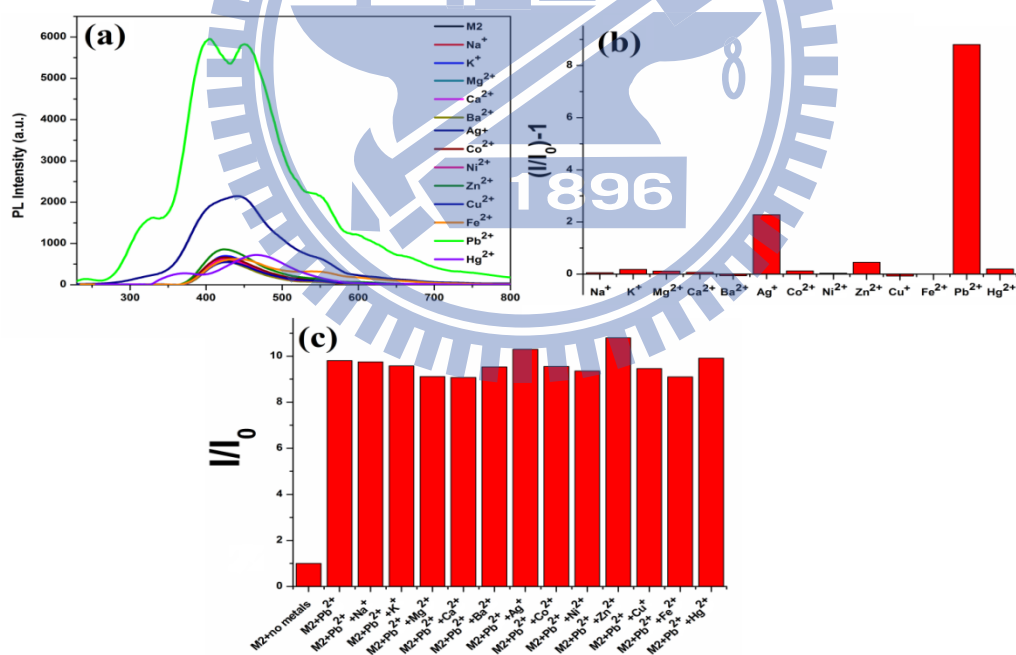 (a)
PL Intensity (a.u.)
6000
5000
4000
3000
2000
1000
0
300
400
500
600
700
800
M2
Na⁺
K⁺
Mg²⁺
Ca²⁺
Ba²⁺
Ag+
Co²⁺
Ni²⁺
Zn²⁺
Cu²⁺
Fe²⁺
Pb²⁺
Hg²⁺
(b)
(I/I₀)-1
8
6
4
2
0
Na⁺
K⁺
Mg²⁺
Ca²⁺
Ba²⁺
Ag⁺
Co²⁺
Ni²⁺
Zn²⁺
Cu⁺
Fe²⁺
Pb²⁺
Hg²⁺
1896
(c)
I/I₀
10
8
6
4
2
0
M2+no metals
M2+Pb²⁺
M2+Pb²⁺ +Na⁺
M2+Pb²⁺ +K⁺
M2+Pb²⁺ +Mg²⁺
M2+Pb²⁺ +Ca²⁺
M2+Pb²⁺ +Ba²⁺
M2+Pb²⁺ +Ag⁺
M2+Pb²⁺ +Co²⁺
M2+Pb²⁺ +Ni²⁺
M2+Pb²⁺ +Zn²⁺
M2+Pb²⁺ +Cu⁺
M2+Pb²⁺ +Fe²⁺
M2+Pb²⁺ +Hg²⁺